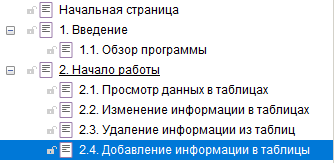 Начальная страница
1. Введение
1.1. Обзор программы
2. Начало работы
2.1. Просмотр данных в таблицах
2.2. Изменение информации в таблицах
2.3. Удаление информации из таблиц
2.4. Добавление информации в таблицы